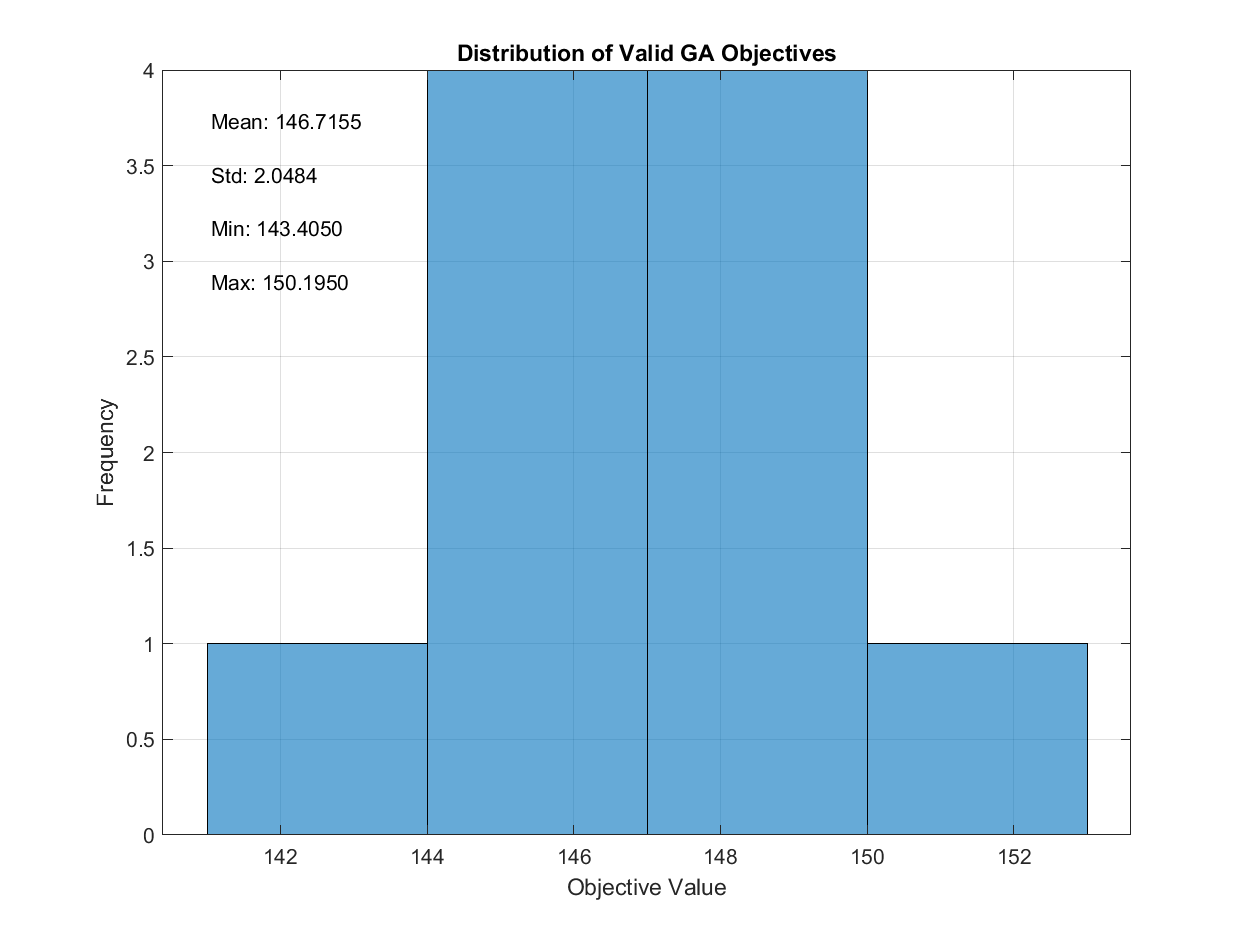 Distribution of Valid GA Objectives
4
3.5
3
2.5
2
1.5
1
0.5
0
Mean: 146.7155
Std: 2.0484
Min: 143.4050
Max: 150.1950
Frequency
142 144 146 148 150 152
Objective Value